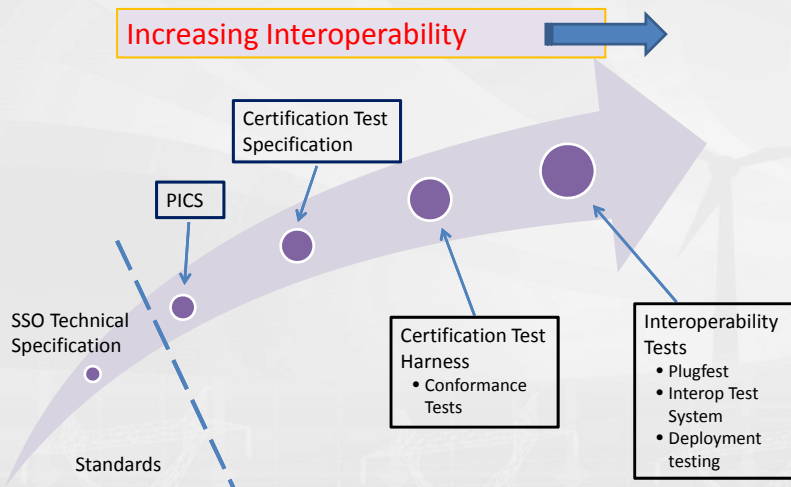 Increasing Interoperability
Certification Test
Specification
PICS
SSO Technical
Specification
Certification Test
Harness
• Conformance
Tests
Interoperability
Tests
• Plugfest
• Interop Test
System
• Deployment
testing
Standards